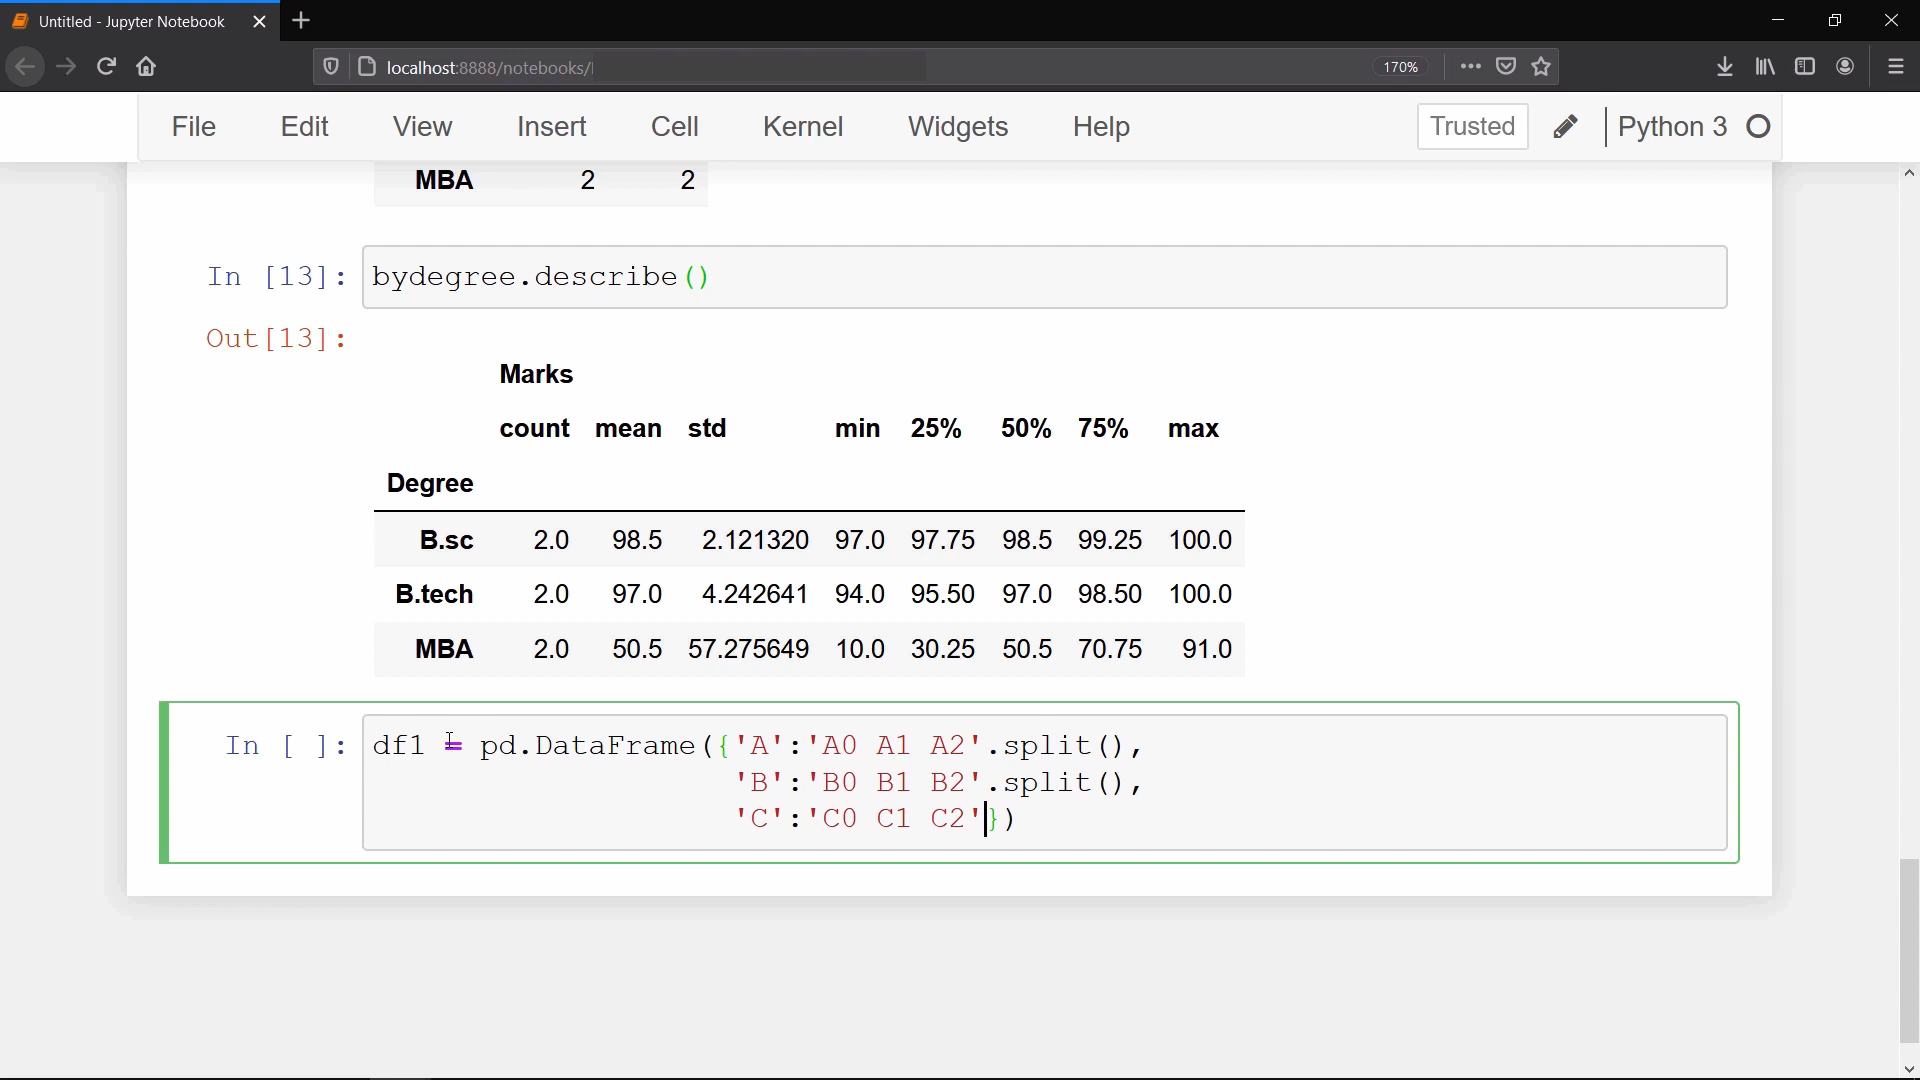 Untitled - Jupyter Notebook
localhost:8888/notebooks/
170%
File Edit View Insert Cell Kernel Widgets Help Trusted Python 3
MBA 2 2
In [13]: bydegree.describe()
Out[13]:
Marks
count mean std min 25% 50% 75% max
Degree
B.sc 2.0 98.5 2.121320 97.0 97.75 98.5 99.25 100.0
B.tech 2.0 97.0 4.242641 94.0 95.50 97.0 98.50 100.0
MBA 2.0 50.5 57.275649 10.0 30.25 50.5 70.75 91.0
In [ ]: df1 = pd.DataFrame({'A':'A0 A1 A2'.split(),
'B':'B0 B1 B2'.split(),
'C':'C0 C1 C2'})